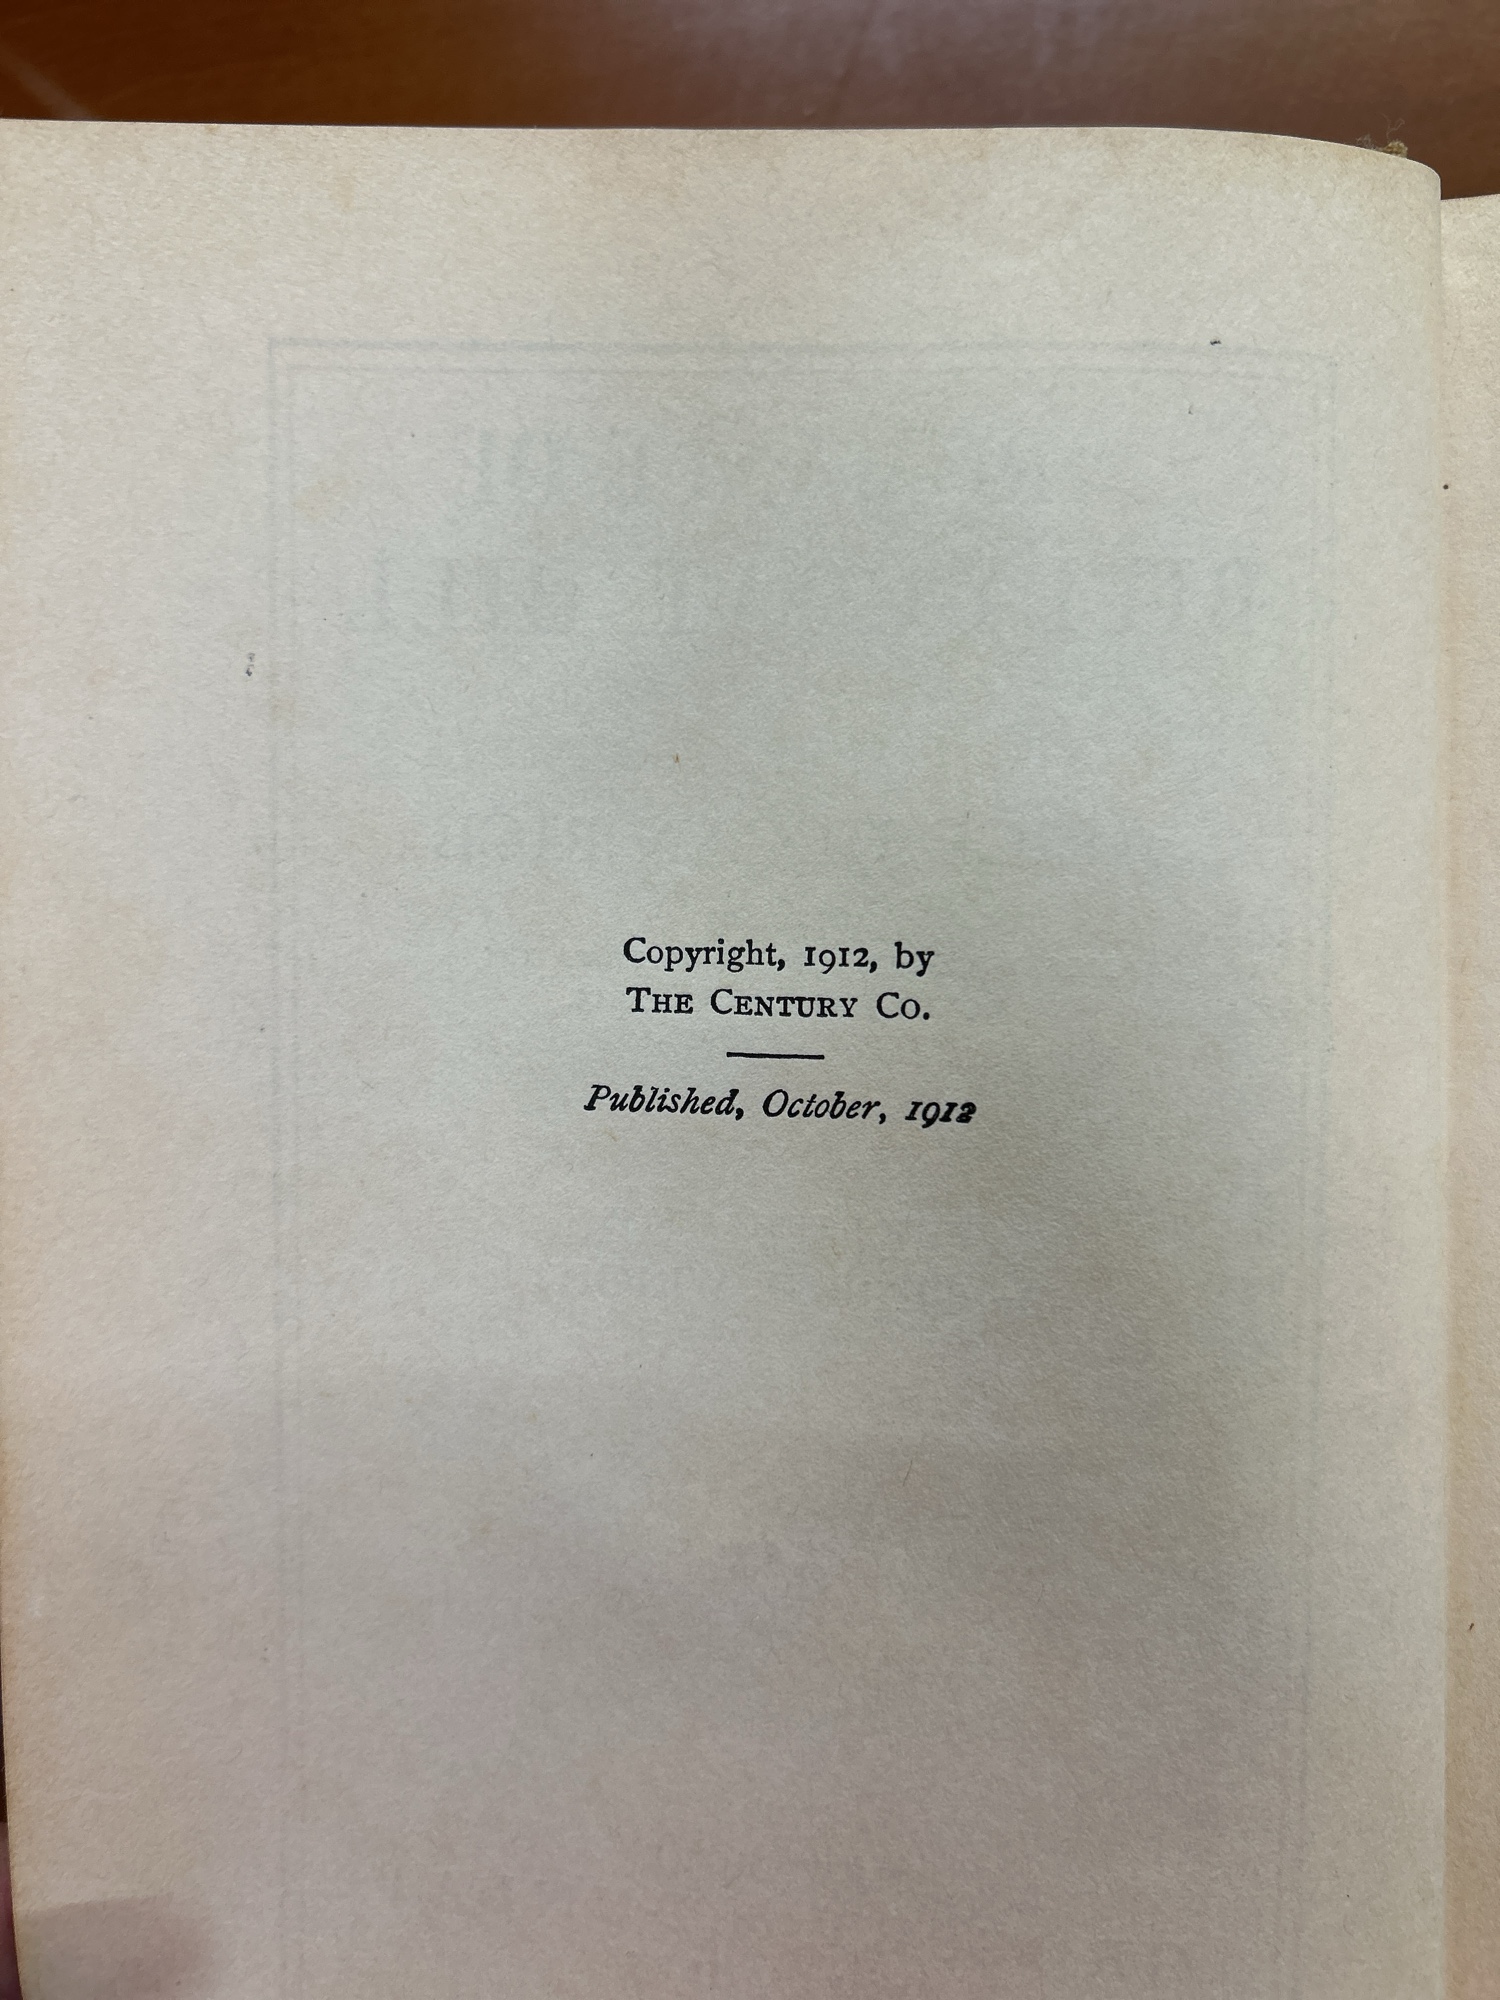 Copyright, 1912, by
THE CENTURY CO.
Published, October, 1912